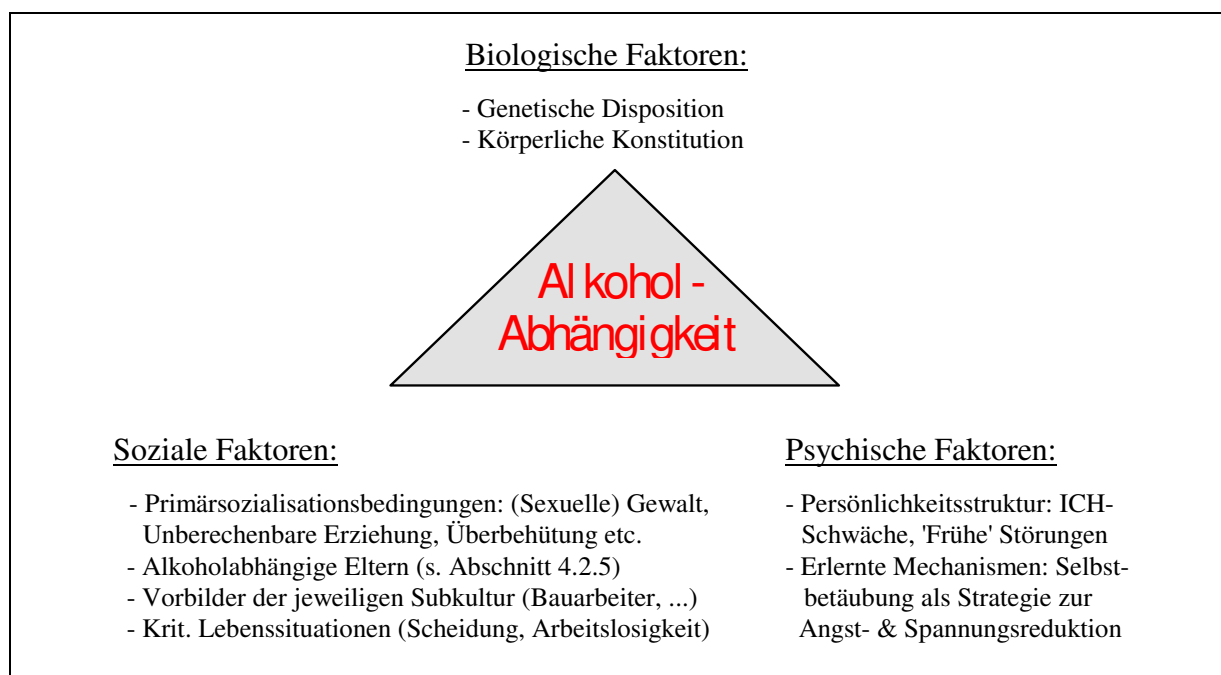 Biologische Faktoren:
- Genetische Disposition
- Körperliche Konstitution
Alkohol -
Abhängigkeit
Soziale Faktoren:
- Primärsozialisationsbedingungen: (Sexuelle) Gewalt,
Unberechenbare Erziehung, Überbehütung etc.
- Alkoholabhängige Eltern (s. Abschnitt 4.2.5)
- Vorbilder der jeweiligen Subkultur (Bauarbeiter, ...)
- Krit. Lebenssituationen (Scheidung, Arbeitslosigkeit)
Psychische Faktoren:
- Persönlichkeitsstruktur: ICH-
Schwäche, 'Frühe' Störungen
- Erlernte Mechanismen: Selbst-
betäubung als Strategie zur
Angst- & Spannungsreduktion